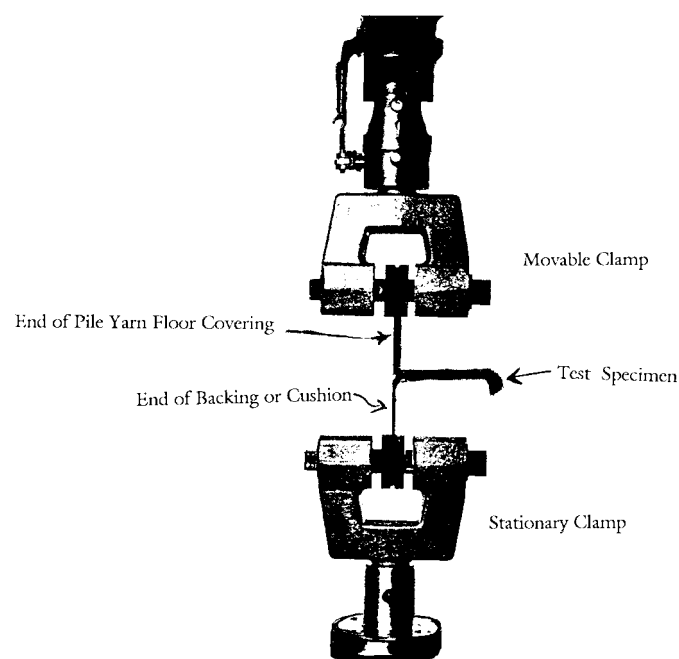 Movable Clamp
End of Pile Yarn Floor Covering
Test Specimen
End of Backing or Cushion
Stationary Clamp